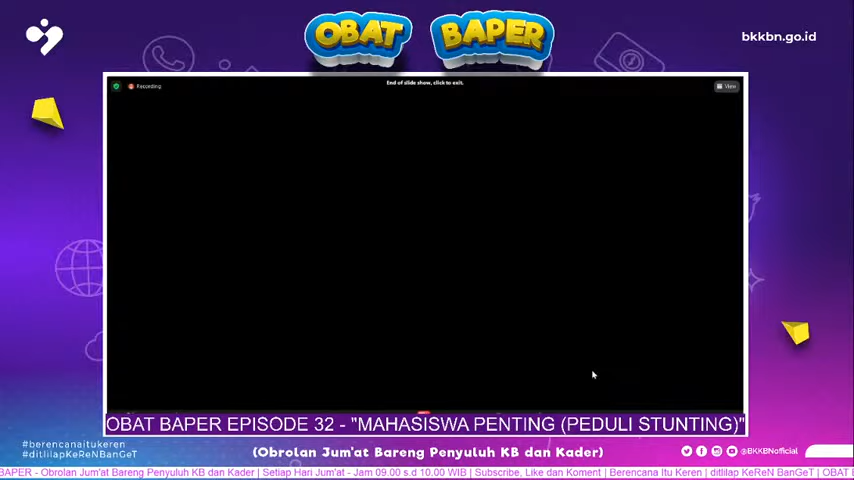 OBAT BAPER
bkkbn.go.id
Recording
End of slide show, click to exit.
View
OBAT BAPER EPISODE 32 - "MAHASISWA PENTING (PEDULI STUNTING)"
#berencanaitukeren
#ditlilapKeReNBanGeT
(Obrolan Jum'at Bareng Penyuluh KB dan Kader)
@BKKBNofficial
BAPER - Obrolan Jum'at Bareng Penyuluh KB dan Kader | Setiap Hari Jum'at - Jam 09.00 s.d 10.00 WIB | Subscribe, Like dan Koment | Berencana Itu Keren | ditlilap KeReN BanGeT | OBAT